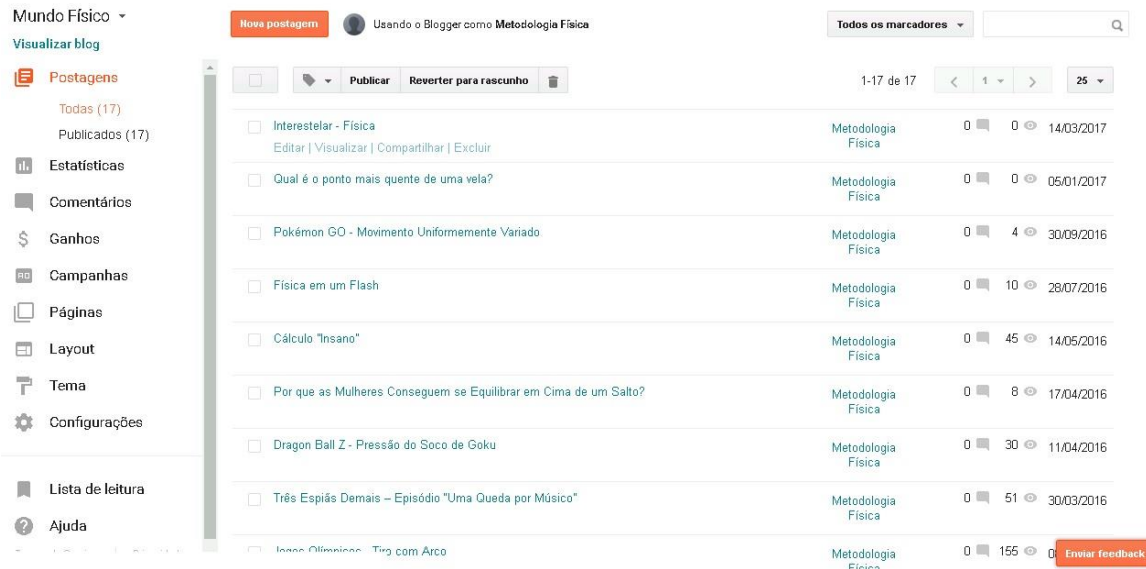 Mundo Físico
Visualizar blog
Postagens
Todas (17)
Publicados (17)
Estatísticas
Comentários
Ganhos
Campanhas
Páginas
Layout
Tema
Configurações
Lista de leitura
Ajuda
Nova postagem
Usando o Blogger como Metodologia Física
Todos os marcadores
Publicar Reverter para rascunho
1-17 de 17
1
25
Interestelar - Física
Editar | Visualizar | Compartilhar | Excluir
Metodologia
Física
0 0 14/03/2017
Qual é o ponto mais quente de uma vela?
Metodologia
Física
0 0 05/01/2017
Pokémon GO - Movimento Uniformemente Variado
Metodologia
Física
0 4 30/09/2016
Física em um Flash
Metodologia
Física
0 10 28/07/2016
Cálculo "Insano"
Metodologia
Física
0 45 14/05/2016
Por que as Mulheres Conseguem se Equilibrar em Cima de um Salto?
Metodologia
Física
0 8 17/04/2016
Dragon Ball Z - Pressão do Soco de Goku
Metodologia
Física
0 30 11/04/2016
Três Espiãs Demais – Episódio "Uma Queda por Músico"
Metodologia
Física
0 51 30/03/2016
Jogos Olímpicos - Tiro com Arco
Metodologia
Física
0 155
Enviar feedback